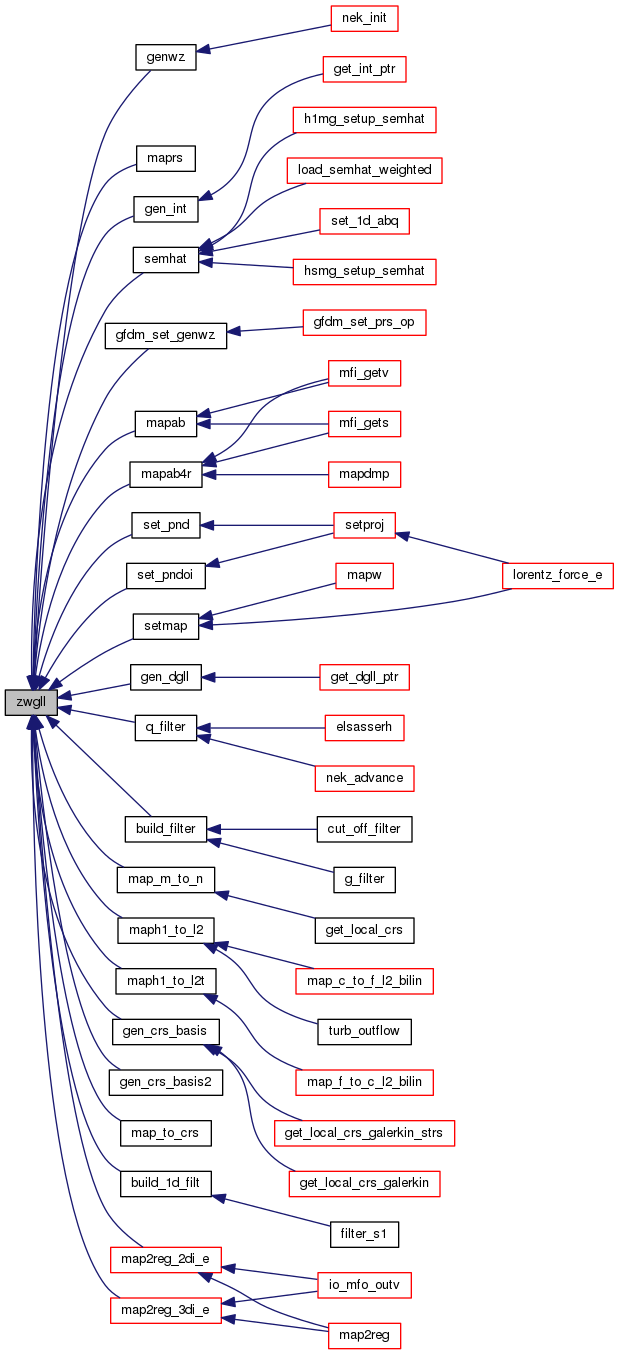 nek_init
genwz
get_int_ptr
h1mg_setup_semhat
maprs
load_semhat_weighted
gen_int
set_1d_abq
semhat
hsmg_setup_semhat
gfdm_set_prs_op
gfdm_set_genwz
mfi_getv
mapab
mfi_gets
mapab4r
mapdmp
set_pnd
setproj
set_pndoi
mapw
lorentz_force_e
setmap
gen_dgll
get_dgll_ptr
zwgll
q_filter
elsasserh
nek_advance
build_filter
cut_off_filter
map_m_to_n
g_filter
maph1_to_l2
get_local_crs
maph1_to_l2t
map_c_to_f_l2_bilin
gen_crs_basis
turb_outflow
gen_crs_basis2
map_f_to_c_l2_bilin
map_to_crs
get_local_crs_galerkin_strs
build_1d_filt
get_local_crs_galerkin
filter_s1
map2reg_2di_e
io_mfo_outv
map2reg_3di_e
map2reg